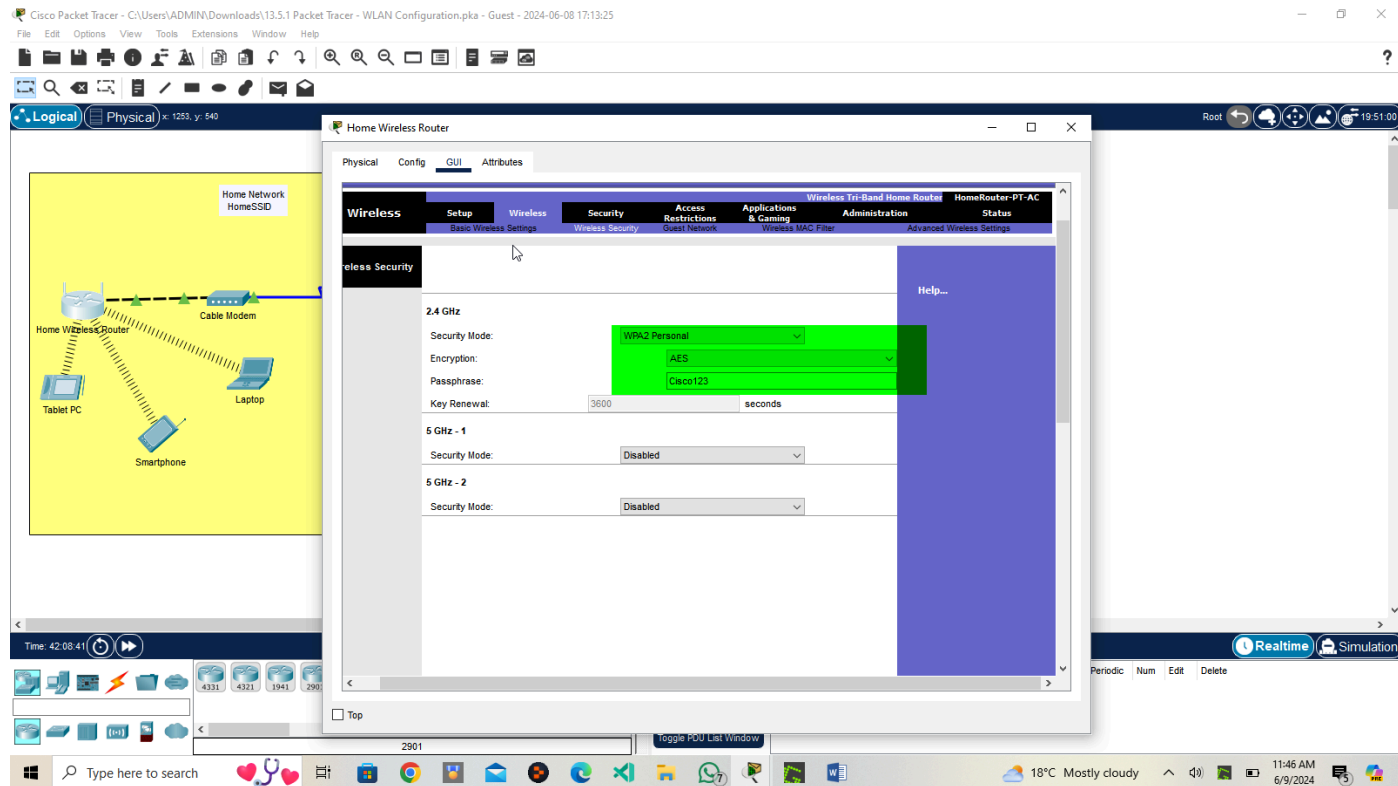 Cisco Packet Tracer - C:\Users\ADMIN\Downloads\13.5.1 Packet Tracer - WLAN Configuration.pka - Guest - 2024-06-08 17:13:25
File Edit Options View Tools Extensions Window Help
?
Logical Physical x: 1253, y: 540
Root 19:51:00
Home Network
HomeSSID
Home Wireless Router
Cable Modem
Tablet PC
Laptop
Smartphone
Home Wireless Router
Physical Config GUI Attributes
Wireless Tri-Band Home Router HomeRouter-PT-AC
Wireless Setup Wireless Security Access Restrictions Applications & Gaming Administration Status
Basic Wireless Settings Wireless Security Guest Network Wireless MAC Filter Advanced Wireless Settings
reless Security
Help...
2.4 GHz
Security Mode: WPA2 Personal
Encryption: AES
Passphrase: Cisco123
Key Renewal: 3600 seconds
5 GHz - 1
Security Mode: Disabled
5 GHz - 2
Security Mode: Disabled
Top
Time: 42:08:41
Realtime Simulation
4331 4321 1941 290
Periodic Num Edit Delete
2901
Toggle PDU List Window
Type here to search
7
18°C Mostly cloudy
11:46 AM
6/9/2024
5
PRE